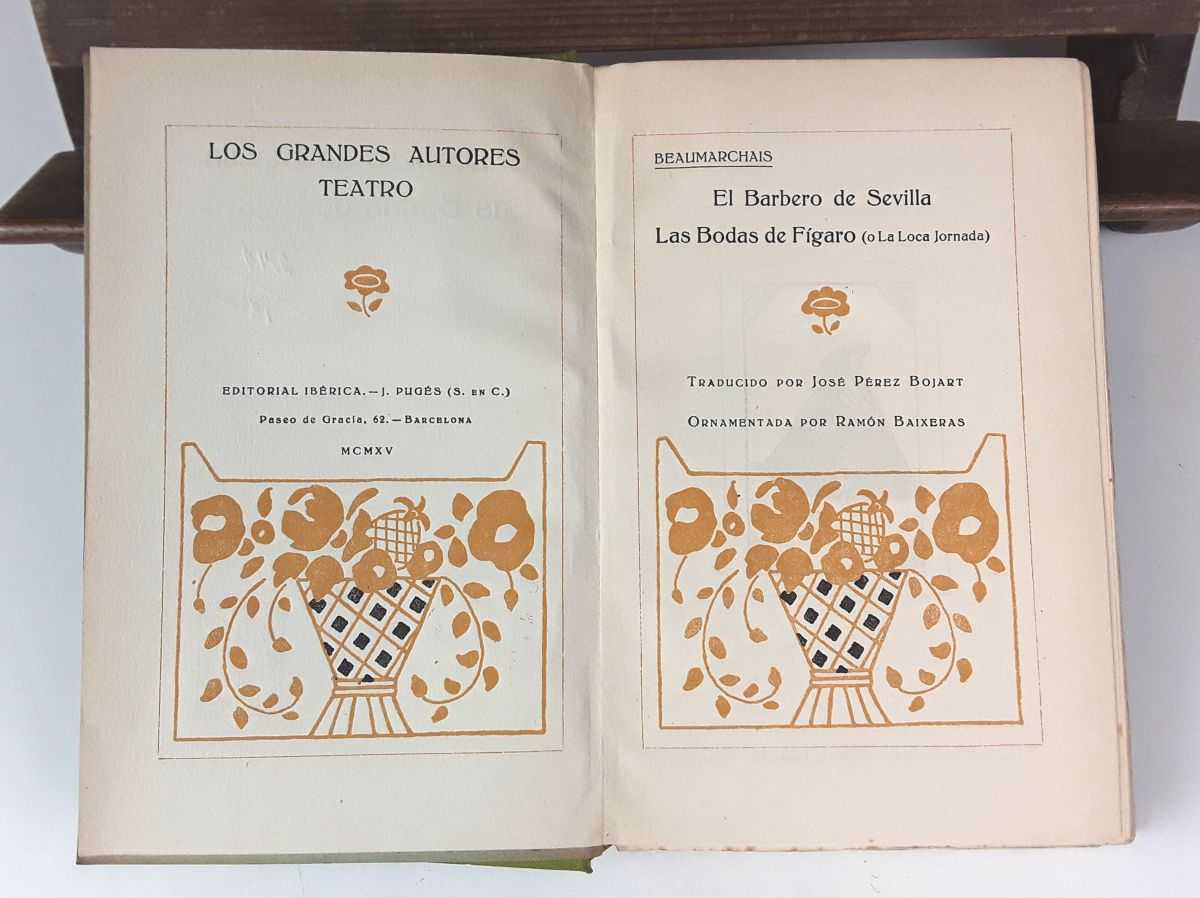 LOS GRANDES AUTORES
TEATRO
EDITORIAL IBÉRICA.—J. PUGÉS (S. EN C.)
Paseo de Gracia, 62.—BARCELONA
MCMXV
BEAUMARCHAIS
El Barbero de Sevilla
Las Bodas de Fígaro (o La Loca Jornada)
TRADUCIDO POR JOSÉ PÉREZ BOJART
ORNAMENTADA POR RAMÓN BAIXERAS